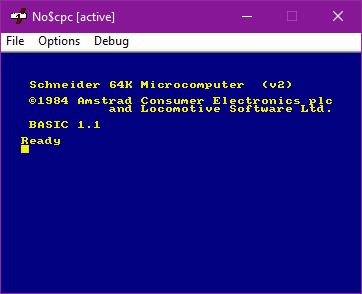 No$cpc [active]
File Options Debug
Schneider 64K Microcomputer (v2)
©1984 Amstrad Consumer Electronics plc
and Locomotive Software Ltd.
BASIC 1.1
Ready